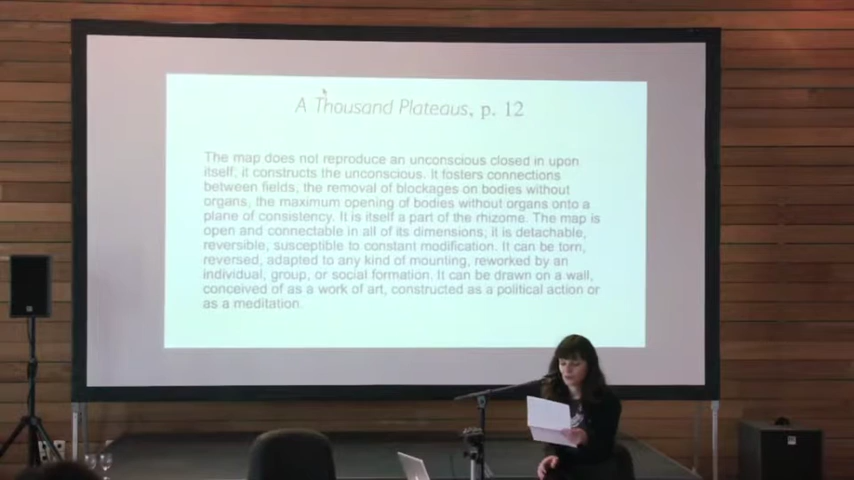 A Thousand Plateaus, p. 12
The map does not reproduce an unconscious closed in upon
itself; it constructs the unconscious. It fosters connections
between fields, the removal of blockages on bodies without
organs, the maximum opening of bodies without organs onto a
plane of consistency. It is itself a part of the rhizome. The map is
open and connectable in all of its dimensions; it is detachable,
reversible, susceptible to constant modification. It can be torn,
reversed, adapted to any kind of mounting, reworked by an
individual, group, or social formation. It can be drawn on a wall,
conceived of as a work of art, constructed as a political action or
as a meditation.